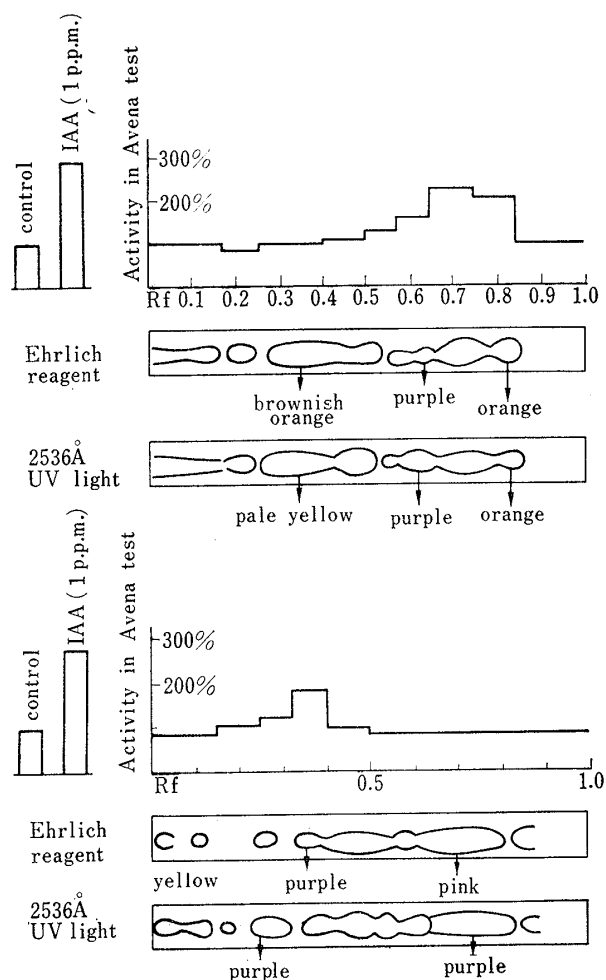 control
IAA (1 p.p.m.)
Activity in Avena test
300%
200%
Rf 0.1 0.2 0.3 0.4 0.5 0.6 0.7 0.8 0.9 1.0
Ehrlich
reagent
brownish
orange
purple
orange
2536Å
UV light
pale yellow
purple
orange
control
IAA (1 p.p.m.)
Activity in Avena test
300%
200%
Rf 0.5 1.0
Ehrlich
reagent
yellow
purple
pink
2536Å
UV light
purple
purple